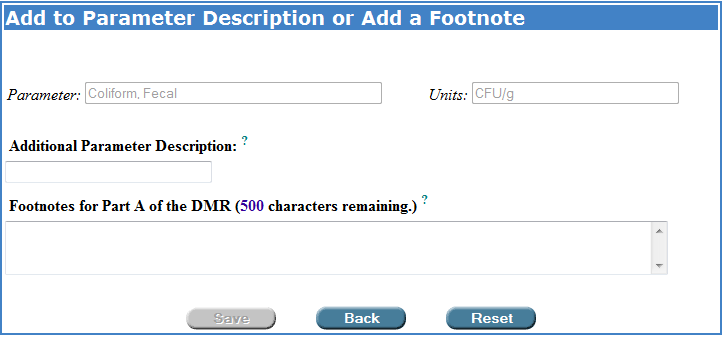 Add to Parameter Description or Add a Footnote
Parameter: Coliform, Fecal Units: CFU/g
Additional Parameter Description: ?
Footnotes for Part A of the DMR (500 characters remaining.) ?
Save Back Reset